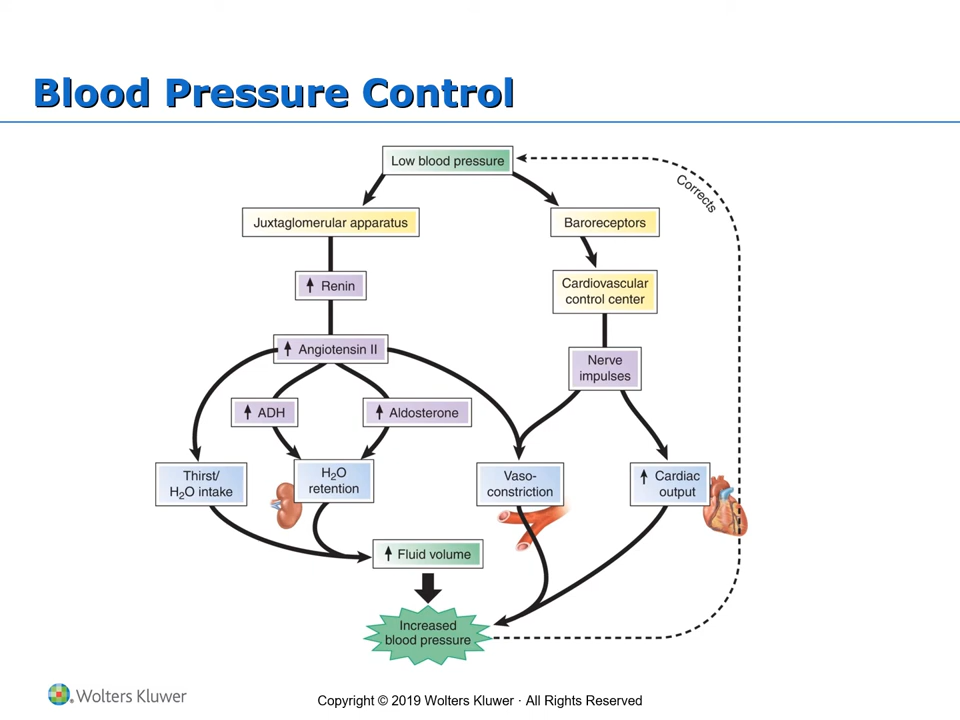 Blood Pressure Control
Low blood pressure
Corrects
Juxtaglomerular apparatus
Baroreceptors
↑ Renin
Cardiovascular
control center
↑ Angiotensin II
Nerve
impulses
↑ ADH
↑ Aldosterone
Thirst/
H₂O intake
H₂O
retention
Vaso-
constriction
↑ Cardiac
output
↑ Fluid volume
Increased
blood pressure
Wolters Kluwer
Copyright © 2019 Wolters Kluwer · All Rights Reserved